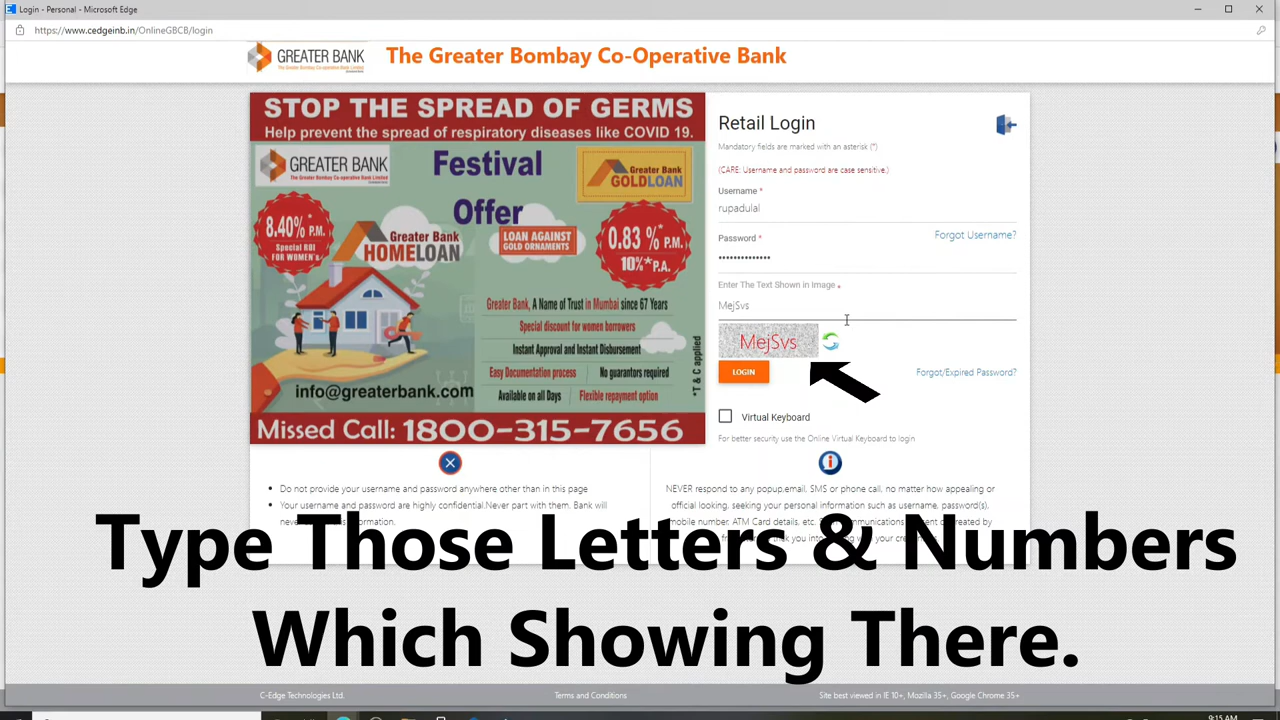 Login - Personal - Microsoft Edge
https://www.cedgeinb.in/OnlineGBCB/login
GREATER BANK
The Greater Bombay Co-Operative Bank
STOP THE SPREAD OF GERMS
Help prevent the spread of respiratory diseases like COVID 19.
GREATER BANK
Festival
Offer
Greater Bank
GOLDLOAN
8.40%* P.M.
Special ROI
FOR WOMEN's
Greater Bank
HOMELOAN
LOAN AGAINST
GOLD ORNAMENTS
0.83 %* P.M.
10%* P.A.
Greater Bank, A Name of Trust in Mumbai since 67 Years
Special discount for women borrowers
Instant Approval and Instant Disbursement
Easy Documentation process
No guarantors required
Available on all Days
Flexible repayment option
*T & C applied
info@greaterbank.com
Missed Call: 1800-315-7656
Retail Login
Mandatory fields are marked with an asterisk (*)
(CARE: Username and password are case sensitive.)
Username *
rupadulal
Forgot Username?
Password *
••••••••••••••
Enter The Text Shown in Image *
MejSvs
MejSvs
LOGIN
Forgot/Expired Password?
Virtual Keyboard
For better security use the Online Virtual Keyboard to login
Do not provide your username and password anywhere other than in this page
Your username and password are highly confidential.Never part with them. Bank will
NEVER respond to any popup,email, SMS or phone call, no matter how appealing or
official looking, seeking your personal information such as username, password(s),
mobile number, ATM Card details, etc.
Type Those Letters & Numbers
Which Showing There.
C-Edge Technologies Ltd.
Terms and Conditions
Site best viewed in IE 10+, Mozilla 35+, Google Chrome 35+
9:15 AM